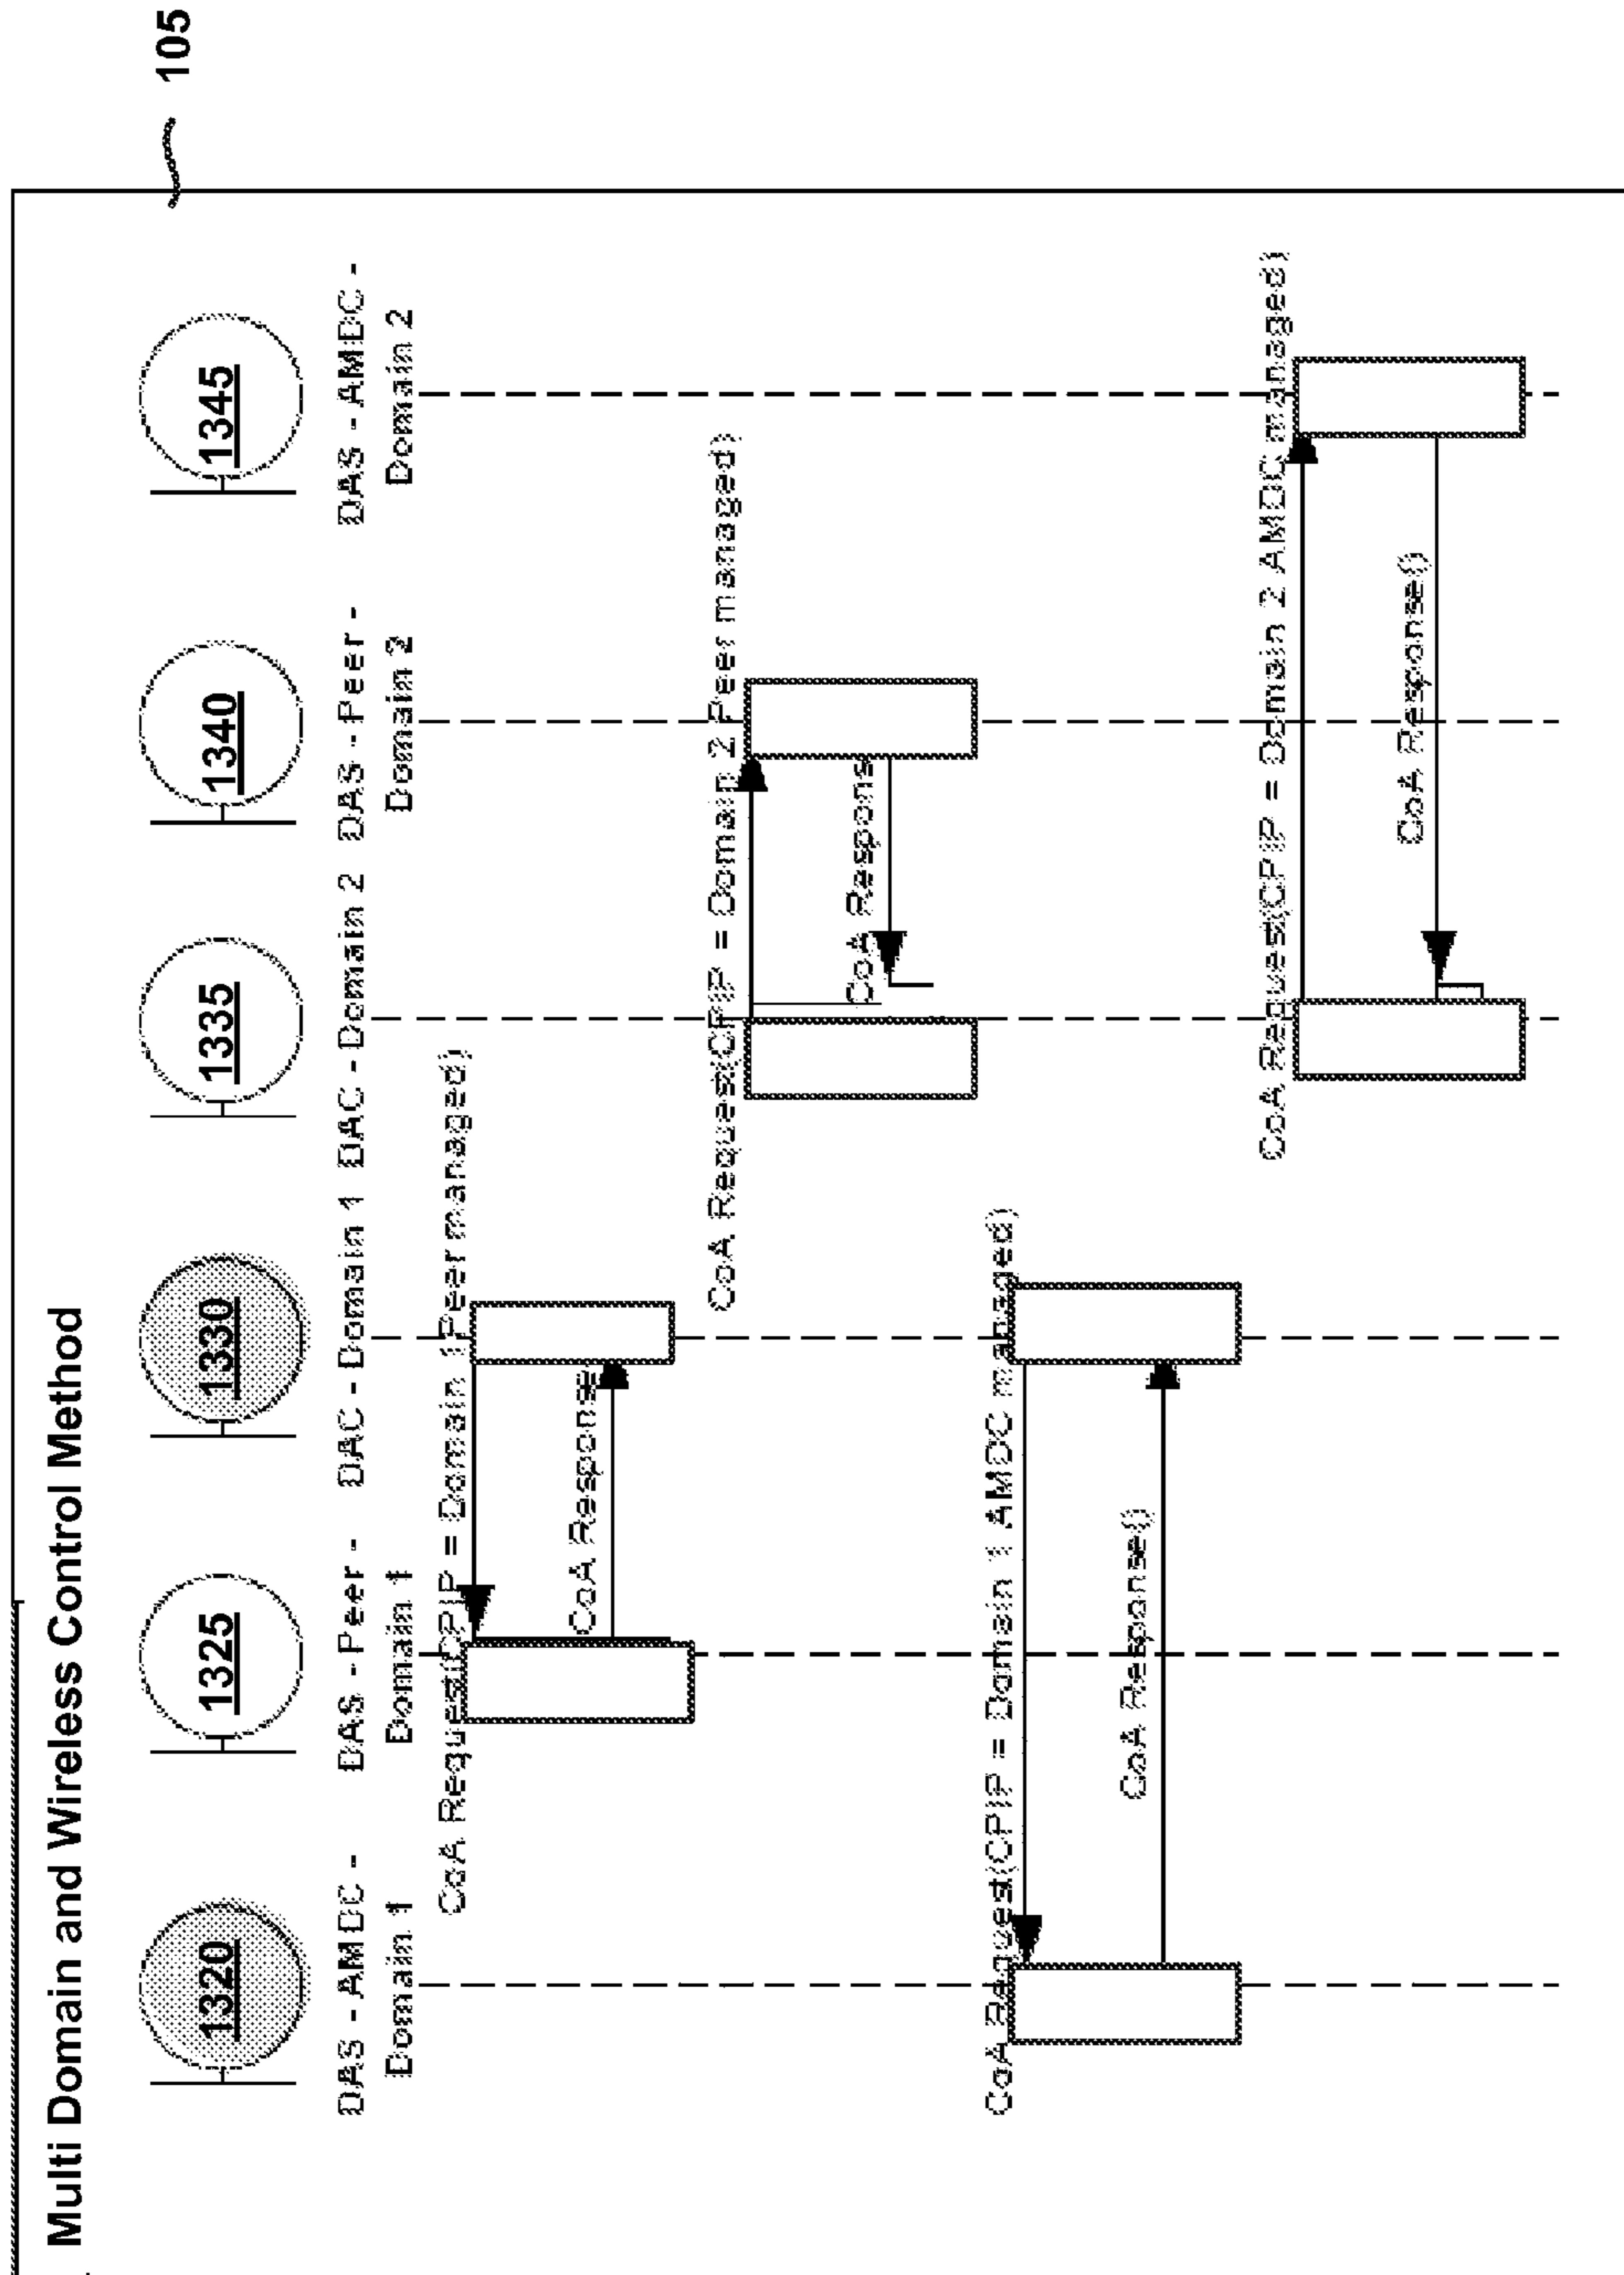 Multi Domain and Wireless Control Method
105
1320
1325
1330
1335
1340
1345
DAS - AMDC -
Domain 1
DAS - Peer -
Domain 1
DAC - Domain 1
DAC - Domain 2
DAS - Peer -
Domain 2
DAS - AMDC -
Domain 2
CoA Request(CPIP = Domain 1 Peer managed)
CoA Response
CoA Request(CPIP = Domain 2 Peer managed)
CoA Respons
CoA Request(CPIP = Domain 1 AMDC managed)
CoA Response()
CoA Request(CPIP = Domain 2 AMDC managed)
CoA Response()